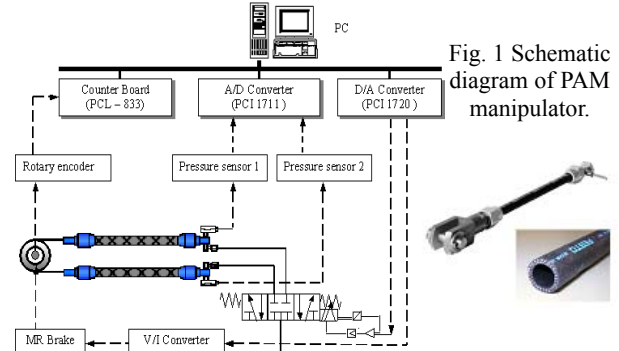 PC
Fig. 1 Schematic
diagram of PAM
manipulator.
Counter Board
(PCL – 833)
A/D Converter
(PCI 1711)
D/A Converter
(PCI 1720)
Rotary encoder
Pressure sensor 1
Pressure sensor 2
FESTO
MR Brake
V/I Converter